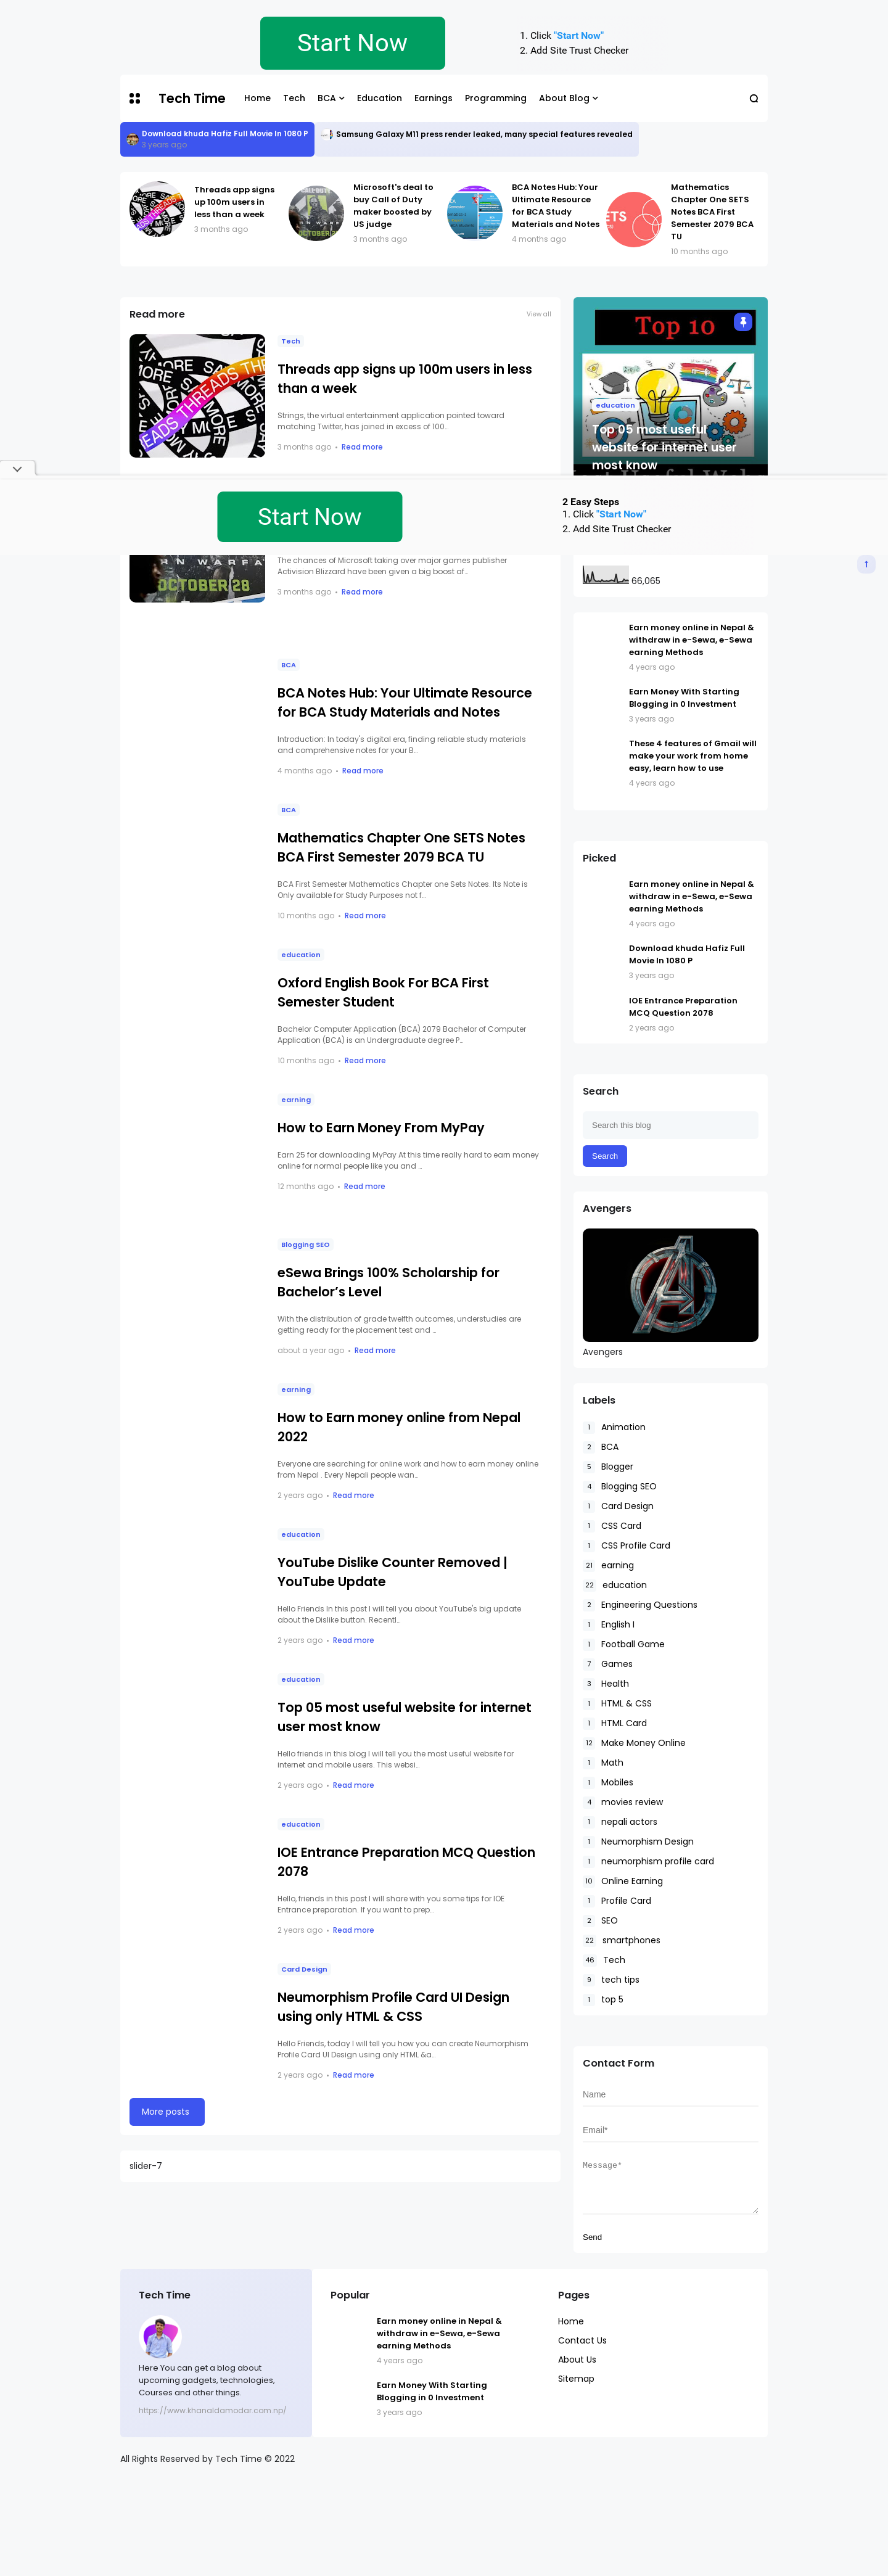 Start Now
1. Click "Start Now"
2. Add Site Trust Checker
Tech Time
Home
Tech
BCA
Education
Earnings
Programming
About Blog
Download khuda Hafiz Full Movie In 1080 P
3 years ago
Samsung Galaxy M11 press render leaked, many special features revealed
Threads app signs
up 100m users in
less than a week
3 months ago
Microsoft's deal to
buy Call of Duty
maker boosted by
US judge
3 months ago
BCA Notes Hub: Your
Ultimate Resource
for BCA Study
Materials and Notes
4 months ago
Mathematics
Chapter One SETS
Notes BCA First
Semester 2079 BCA
TU
10 months ago
Read more
View all
Tech
Threads app signs up 100m users in less
than a week
Strings, the virtual entertainment application pointed toward
matching Twitter, has joined in excess of 100…
3 months ago • Read more
Top 10
education
Top 05 most useful
website for internet user
most know
Start Now
2 Easy Steps
1. Click "Start Now"
2. Add Site Trust Checker
OCTOBER 28
The chances of Microsoft taking over major games publisher
Activision Blizzard have been given a big boost af…
3 months ago • Read more
66,065
Earn money online in Nepal &
withdraw in e-Sewa, e-Sewa
earning Methods
4 years ago
Earn Money With Starting
Blogging in 0 Investment
3 years ago
These 4 features of Gmail will
make your work from home
easy, learn how to use
4 years ago
BCA
BCA Notes Hub: Your Ultimate Resource
for BCA Study Materials and Notes
Introduction: In today's digital era, finding reliable study materials
and comprehensive notes for your B…
4 months ago • Read more
BCA
Mathematics Chapter One SETS Notes
BCA First Semester 2079 BCA TU
BCA First Semester Mathematics Chapter one Sets Notes. Its Note is
Only available for Study Purposes not f…
10 months ago • Read more
education
Oxford English Book For BCA First
Semester Student
Bachelor Computer Application (BCA) 2079 Bachelor of Computer
Application (BCA) is an Undergraduate degree P…
10 months ago • Read more
earning
How to Earn Money From MyPay
Earn 25 for downloading MyPay At this time really hard to earn money
online for normal people like you and …
12 months ago • Read more
Blogging SEO
eSewa Brings 100% Scholarship for
Bachelor's Level
With the distribution of grade twelfth outcomes, understudies are
getting ready for the placement test and …
about a year ago • Read more
earning
How to Earn money online from Nepal
2022
Everyone are searching for online work and how to earn money online
from Nepal . Every Nepali people wan…
2 years ago • Read more
education
YouTube Dislike Counter Removed |
YouTube Update
Hello Friends In this post I will tell you about YouTube's big update
about the Dislike button. Recentl…
2 years ago • Read more
education
Top 05 most useful website for internet
user most know
Hello friends in this blog I will tell you the most useful website for
internet and mobile users. This websi…
2 years ago • Read more
education
IOE Entrance Preparation MCQ Question
2078
Hello, friends in this post I will share with you some tips for IOE
Entrance preparation. If you want to prep…
2 years ago • Read more
Card Design
Neumorphism Profile Card UI Design
using only HTML & CSS
Hello Friends, today I will tell you how you can create Neumorphism
Profile Card UI Design using only HTML &a…
2 years ago • Read more
More posts
slider-7
Picked
Earn money online in Nepal &
withdraw in e-Sewa, e-Sewa
earning Methods
4 years ago
Download khuda Hafiz Full
Movie In 1080 P
3 years ago
IOE Entrance Preparation
MCQ Question 2078
2 years ago
Search
Search this blog
Search
Avengers
Avengers
Labels
1 Animation
2 BCA
5 Blogger
4 Blogging SEO
1 Card Design
1 CSS Card
1 CSS Profile Card
21 earning
22 education
2 Engineering Questions
1 English I
1 Football Game
7 Games
3 Health
1 HTML & CSS
1 HTML Card
12 Make Money Online
1 Math
1 Mobiles
4 movies review
1 nepali actors
1 Neumorphism Design
1 neumorphism profile card
10 Online Earning
1 Profile Card
2 SEO
22 smartphones
46 Tech
9 tech tips
1 top 5
Contact Form
Name
Email*
Message*
Send
Tech Time
Here You can get a blog about
upcoming gadgets, technologies,
Courses and other things.
https://www.khanaldamodar.com.np/
Popular
Earn money online in Nepal &
withdraw in e-Sewa, e-Sewa
earning Methods
4 years ago
Earn Money With Starting
Blogging in 0 Investment
3 years ago
Pages
Home
Contact Us
About Us
Sitemap
All Rights Reserved by Tech Time © 2022